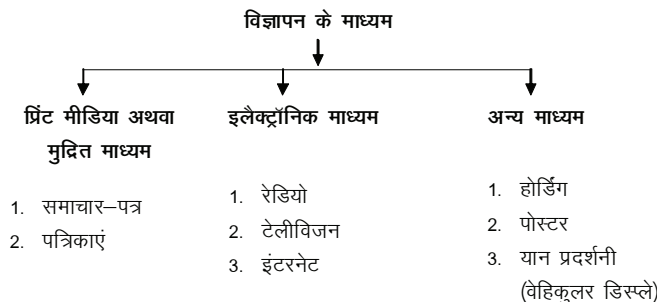 विज्ञापन के माध्यम
प्रिंट मीडिया अथवा
मुद्रित माध्यम
1. समाचार–पत्र
2. पत्रिकाएं
इलैक्ट्रॉनिक माध्यम
1. रेडियो
2. टेलीविजन
3. इंटरनेट
अन्य माध्यम
1. होर्डिंग
2. पोस्टर
3. यान प्रदर्शनी
(वेहिकुलर डिस्प्ले)